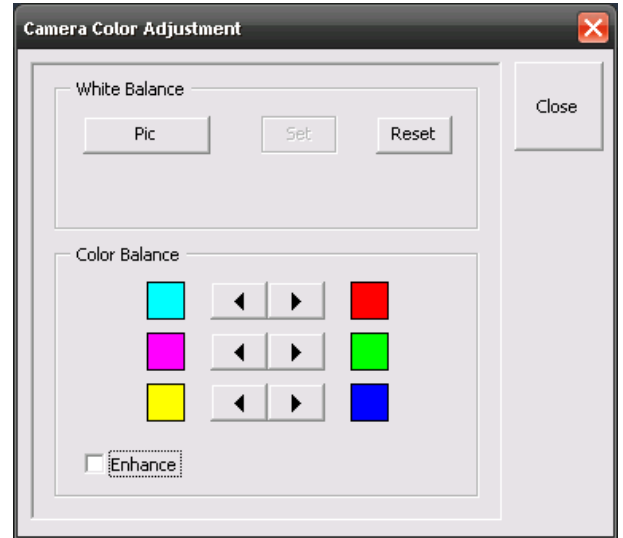 Camera Color Adjustment
White Balance
Pic Set Reset
Close
Color Balance
Enhance